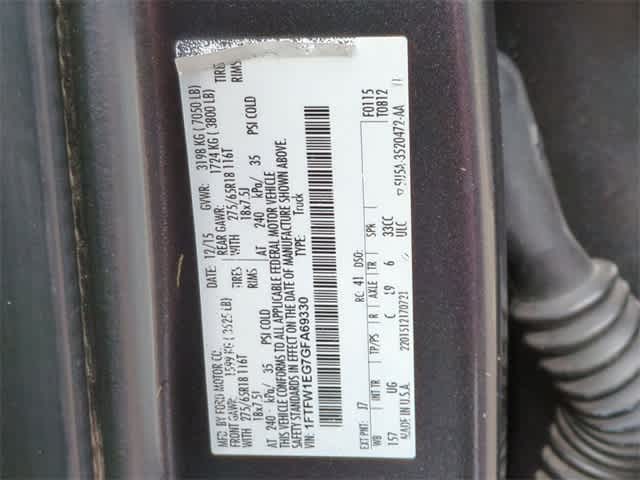 MFD. BY FORD MOTOR CO.
DATE: 12/15 GVWR: 3198 KG ( 7050 LB)
FRONT GAWR: 1599 KG ( 3525 LB) REAR GAWR: 1724 KG ( 3800 LB)
275/65R18 116T TIRES WITH 275/65R18 116T TIRES
18x7.5J RIMS 18x7.5J RIMS
AT 240 kPa/ 35 PSI COLD AT 240 kPa/ 35 PSI COLD
THIS VEHICLE CONFORMS TO ALL APPLICABLE FEDERAL MOTOR VEHICLE
SAFETY STANDARDS IN EFFECT ON THE DATE OF MANUFACTURE SHOWN ABOVE.
VIN: 1FTFW1EG7GFA69330 TYPE: Truck
F0115
T0812
EXT PNT: J7 RC: 41 DSO:
WB INT TR TP/PS R AXLE TR SPR
157 UG C L9 6 33CC
MADE IN U.S.A. 2201512170721 ULC
5U5A-3520472-AA